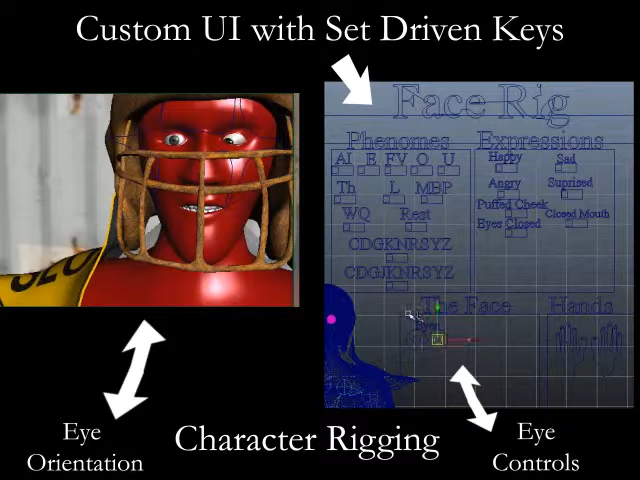 Custom UI with Set Driven Keys
Face Rig
Phenomes
Expressions
AI E FV O U
Happy Sad
Th L MBP
Angry Suprised
Puffed Cheek
WQ Rest
Closed Mouth
Eyes Closed
CDGKNRSYZ
CDGJKNRSYZ
The Face
Hands
Eyes
Eye
Orientation
Character Rigging
Eye
Controls